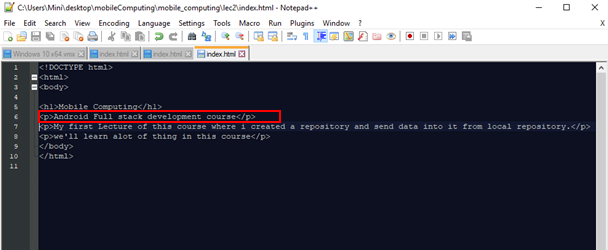 C:\Users\Mini\desktop\mobileComputing\mobile_computing\lec2\index.html - Notepad++
File Edit Search View Encoding Language Settings Tools Macro Run Plugins Window ? X
Windows 10 x64.vmx index.html index.html index.html
1 <!DOCTYPE html>
2 <html>
3 <body>
4
5 <h1>Mobile Computing</h1>
6 <p>Android Full stack development course</p>
7 <p>My first Lecture of this course where i created a repository and send data into it from local repository.</p>
8 <p>we'll learn alot of thing in this course</p>
9 </body>
10 </html>
11